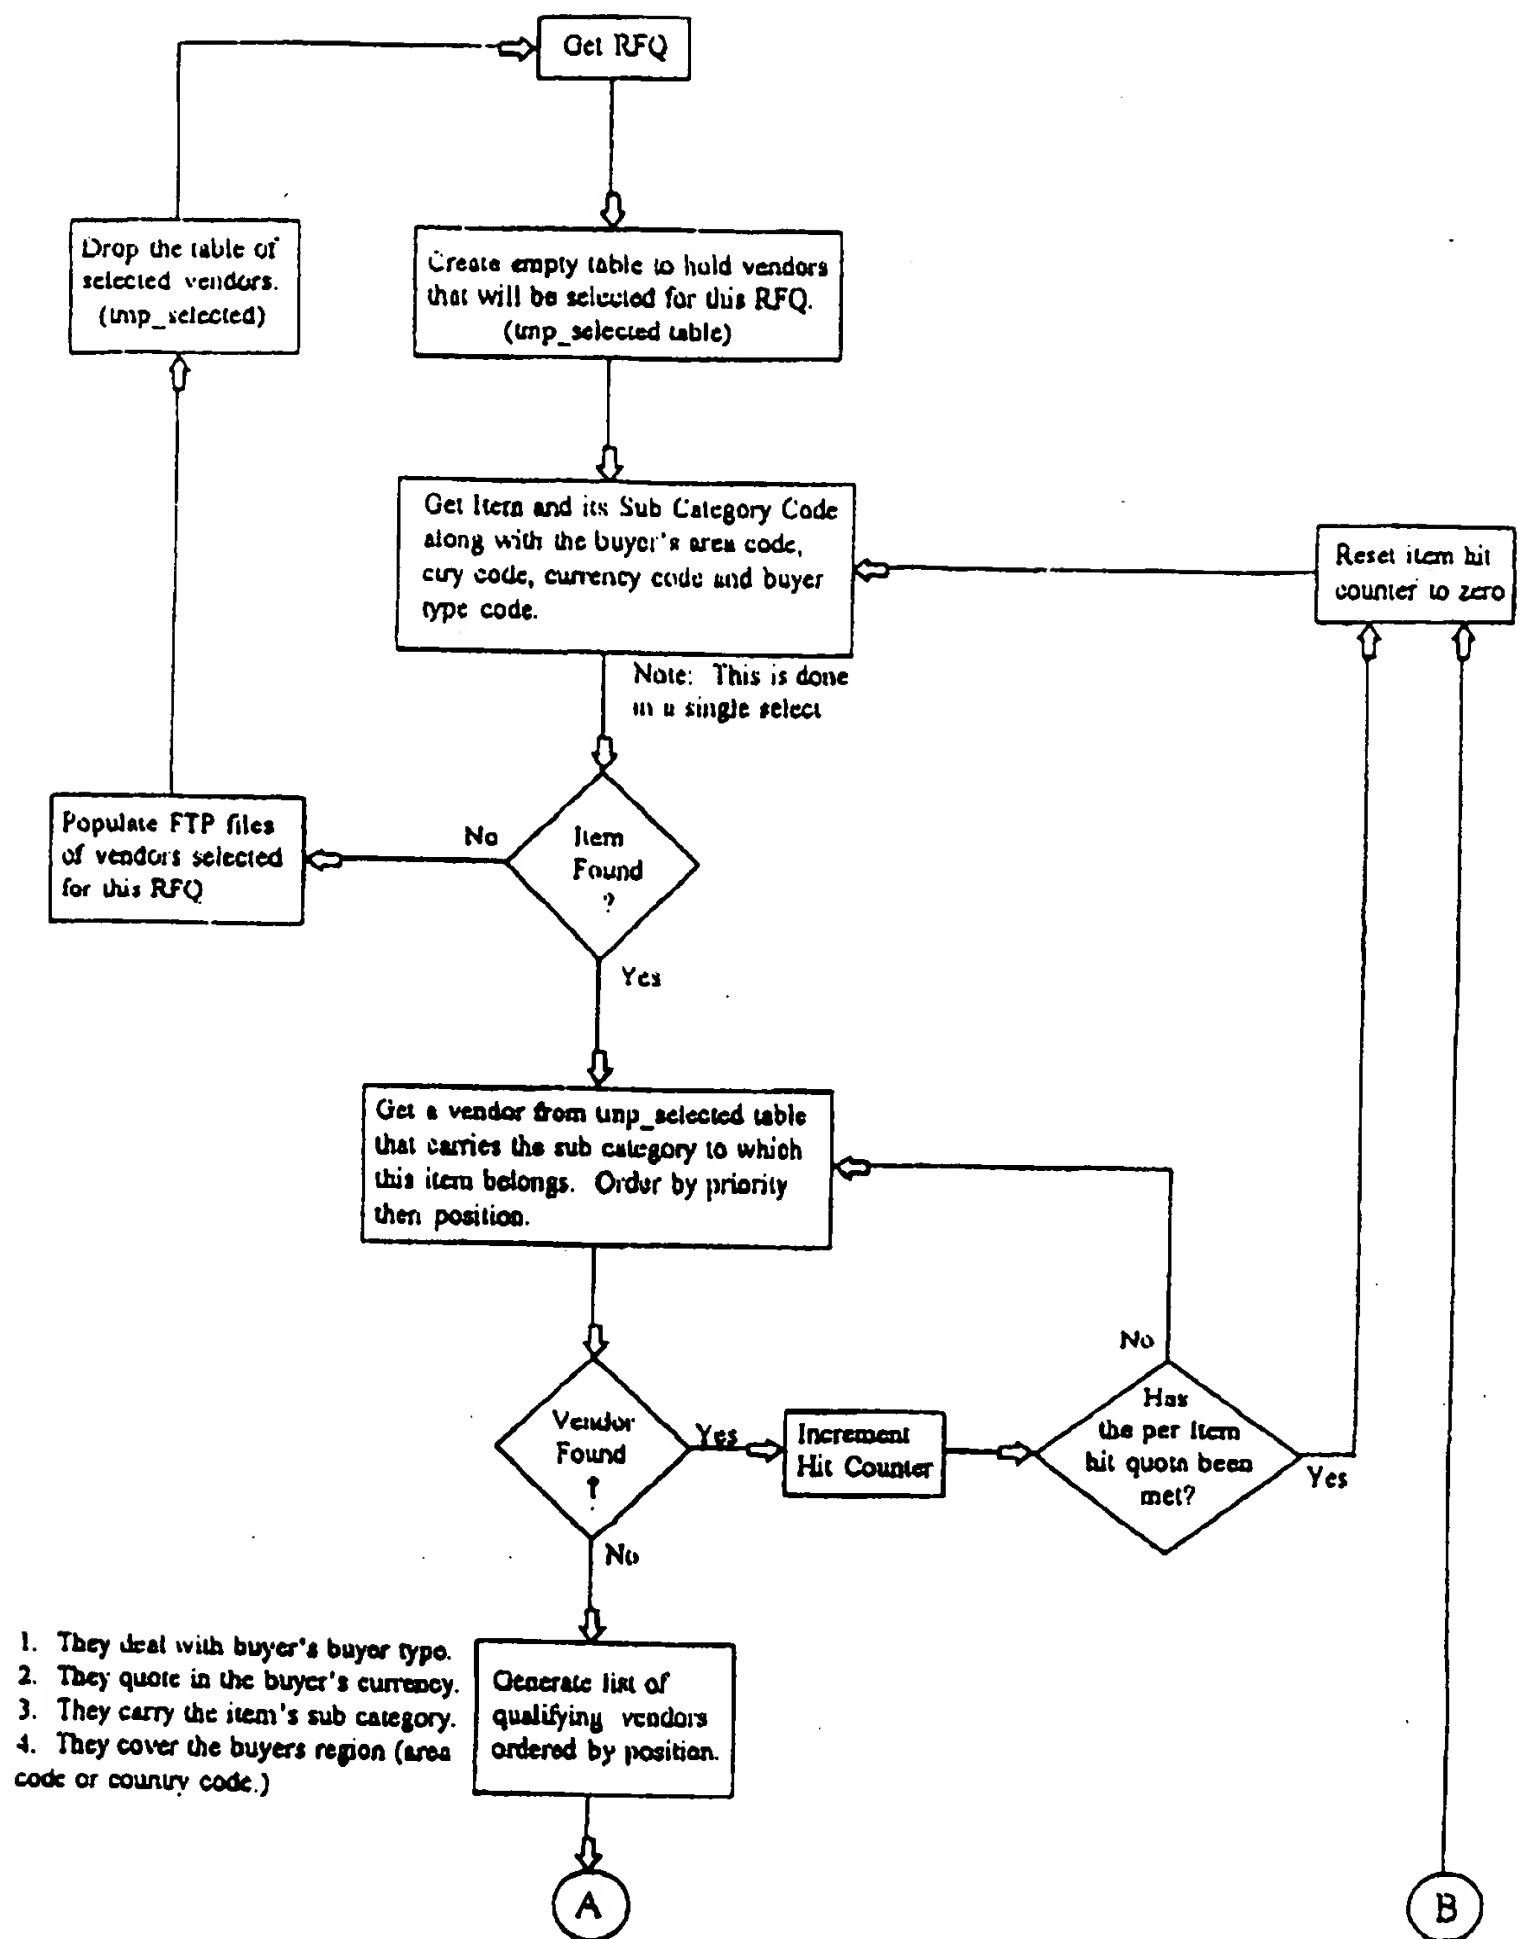 Get RFQ
Drop the table of
selected vendors.
(tmp_selected)
Create empty table to hold vendors
that will be selected for this RFQ.
(tmp_selected table)
Get Item and its Sub Category Code
along with the buyer's area code,
ctry code, currency code and buyer
type code.
Reset item hit
counter to zero
Note: This is done
in a single select
Populate FTP files
of vendors selected
for this RFQ
No
Item
Found
?
Yes
Get a vendor from tmp_selected table
that carries the sub category to which
this item belongs. Order by priority
then position.
No
Vendor
Found
?
Yes
Increment
Hit Counter
Has
the per item
hit quota been
met?
Yes
No
1. They deal with buyer's buyer type.
2. They quote in the buyer's currency.
3. They carry the item's sub category.
4. They cover the buyers region (area
code or country code.)
Generate list of
qualifying vendors
ordered by position.
A
B